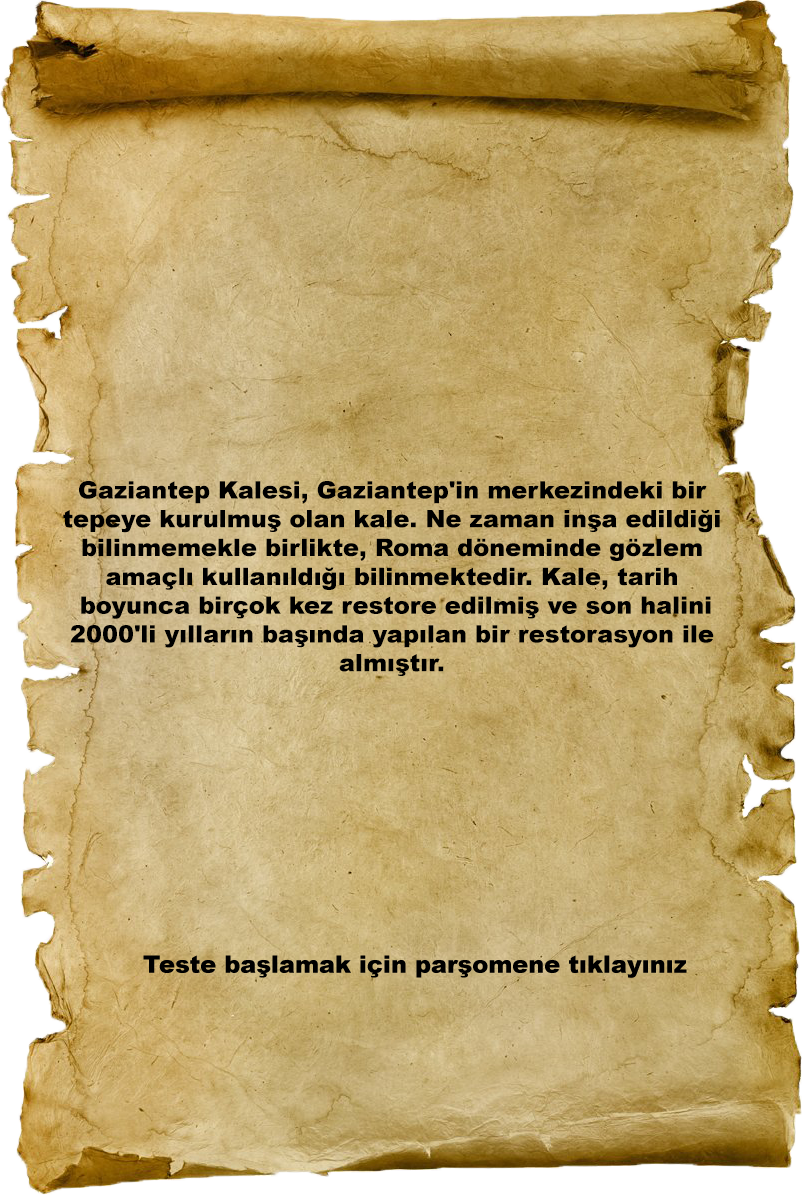 Gaziantep Kalesi, Gaziantep'in merkezindeki bir
tepeye kurulmuş olan kale. Ne zaman inşa edildiği
bilinmemekle birlikte, Roma döneminde gözlem
amaçlı kullanıldığı bilinmektedir. Kale, tarih
boyunca birçok kez restore edilmiş ve son halini
2000'li yılların başında yapılan bir restorasyon ile
almıştır.
Teste başlamak için parşomene tıklayınız